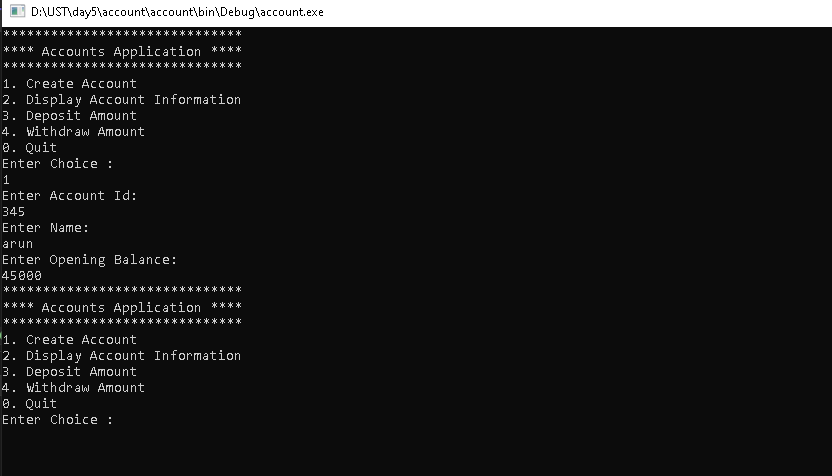 D:\UST\day5\account\account\bin\Debug\account.exe
******************************
**** Accounts Application ****
******************************
1. Create Account
2. Display Account Information
3. Deposit Amount
4. Withdraw Amount
0. Quit
Enter Choice :
1
Enter Account Id:
345
Enter Name:
arun
Enter Opening Balance:
45000
******************************
**** Accounts Application ****
******************************
1. Create Account
2. Display Account Information
3. Deposit Amount
4. Withdraw Amount
0. Quit
Enter Choice :